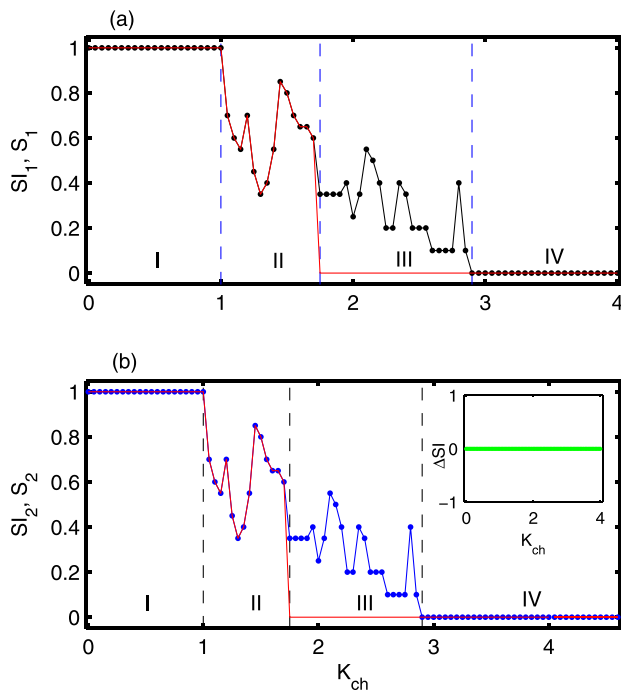 (a)
SI₁, S₁
1
0.8
0.6
0.4
0.2
0
I
II
III
IV
0 1 2 3 4
(b)
SI₂, S₂
1
0.8
0.6
0.4
0.2
0
I
II
III
IV
0 1 2 3 4
K_ch
1
0
−1
ΔSI
0 2 4
K_ch